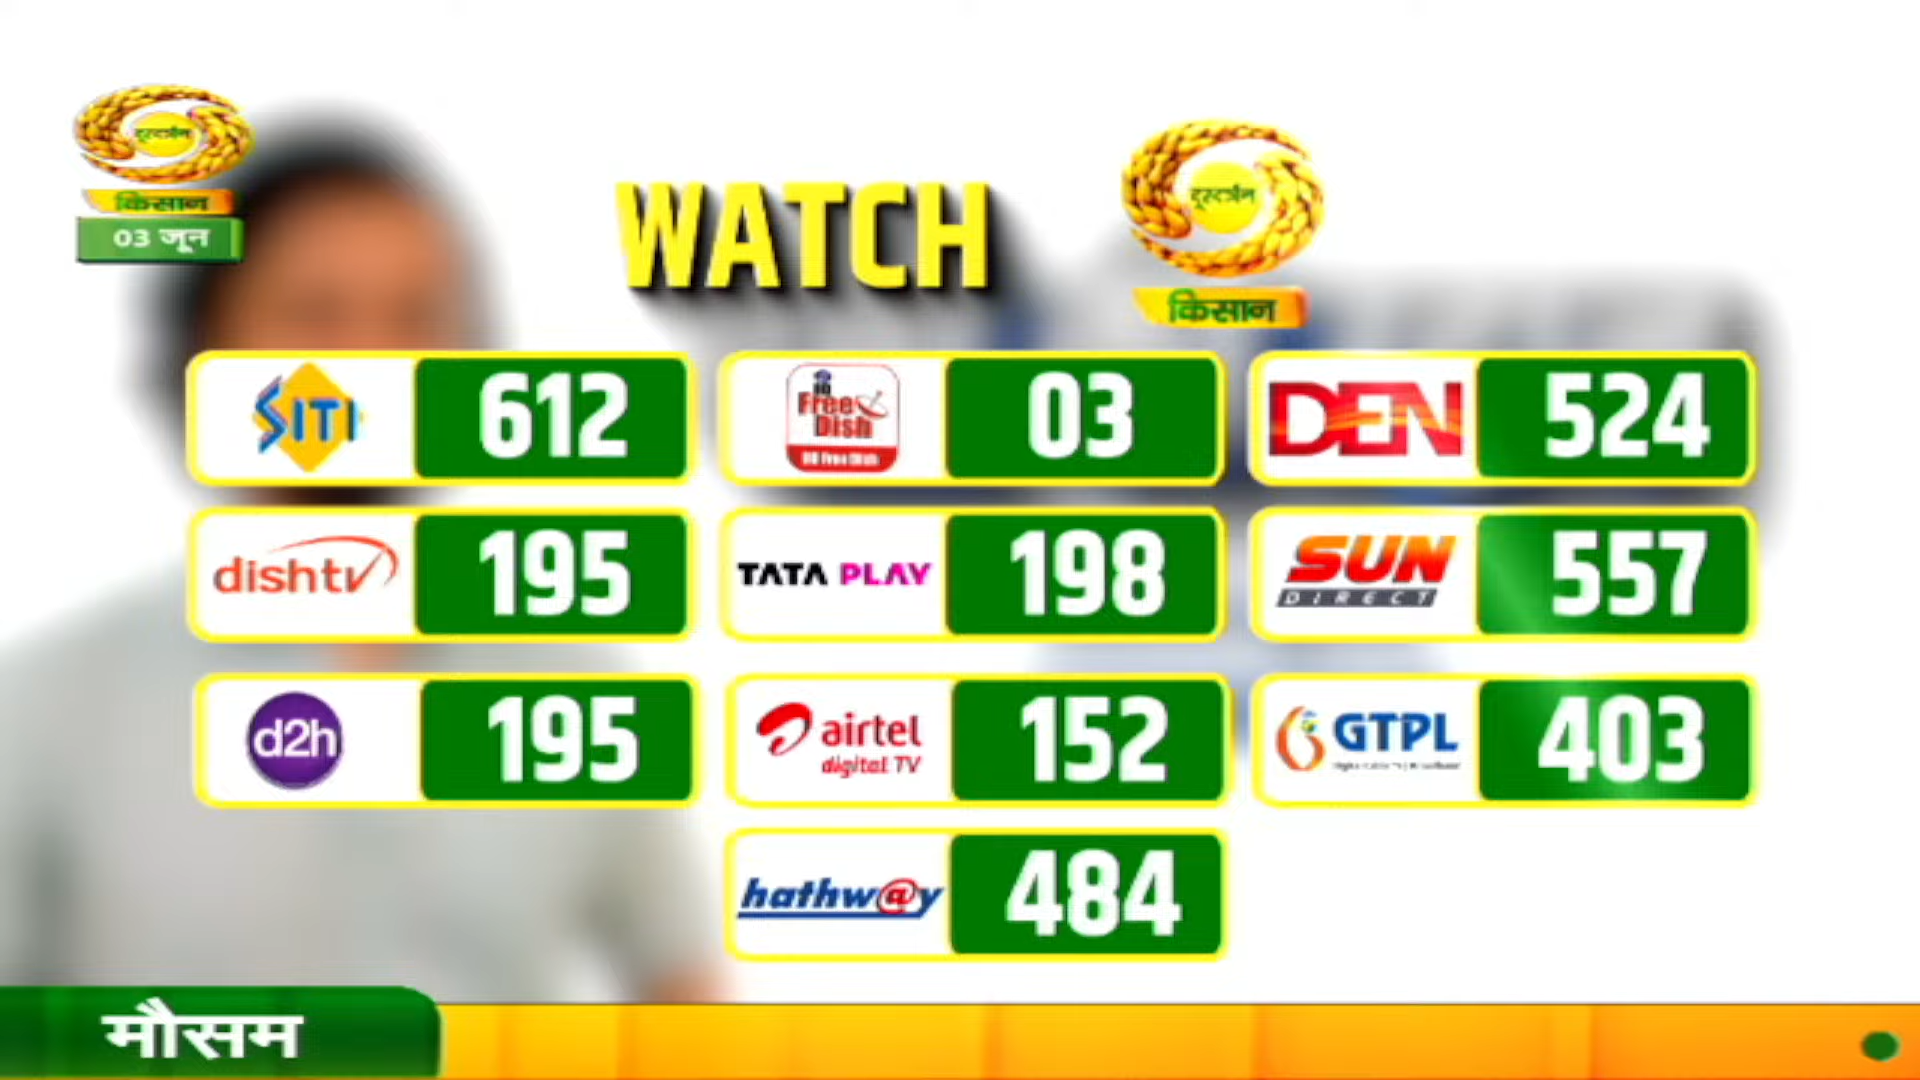 दूरदर्शन
किसान
03 जून
WATCH
दूरदर्शन
किसान
SITI 612
Free Dish 03
DEN 524
dishtv 195
TATA PLAY 198
SUN DIRECT 557
d2h 195
airtel digital TV 152
GTPL 403
hathw@y 484
मौसम